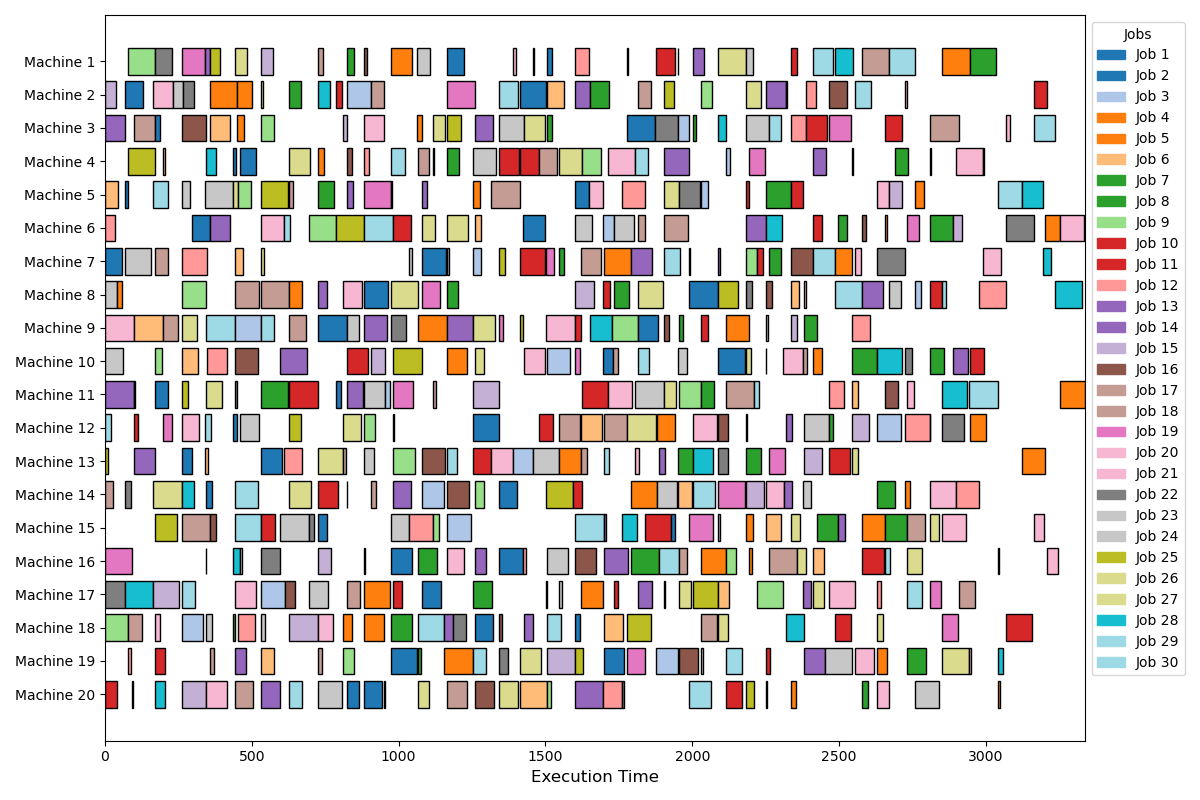 Machine 1
Machine 2
Machine 3
Machine 4
Machine 5
Machine 6
Machine 7
Machine 8
Machine 9
Machine 10
Machine 11
Machine 12
Machine 13
Machine 14
Machine 15
Machine 16
Machine 17
Machine 18
Machine 19
Machine 20
0 500 1000 1500 2000 2500 3000
Execution Time
Jobs
Job 1
Job 2
Job 3
Job 4
Job 5
Job 6
Job 7
Job 8
Job 9
Job 10
Job 11
Job 12
Job 13
Job 14
Job 15
Job 16
Job 17
Job 18
Job 19
Job 20
Job 21
Job 22
Job 23
Job 24
Job 25
Job 26
Job 27
Job 28
Job 29
Job 30